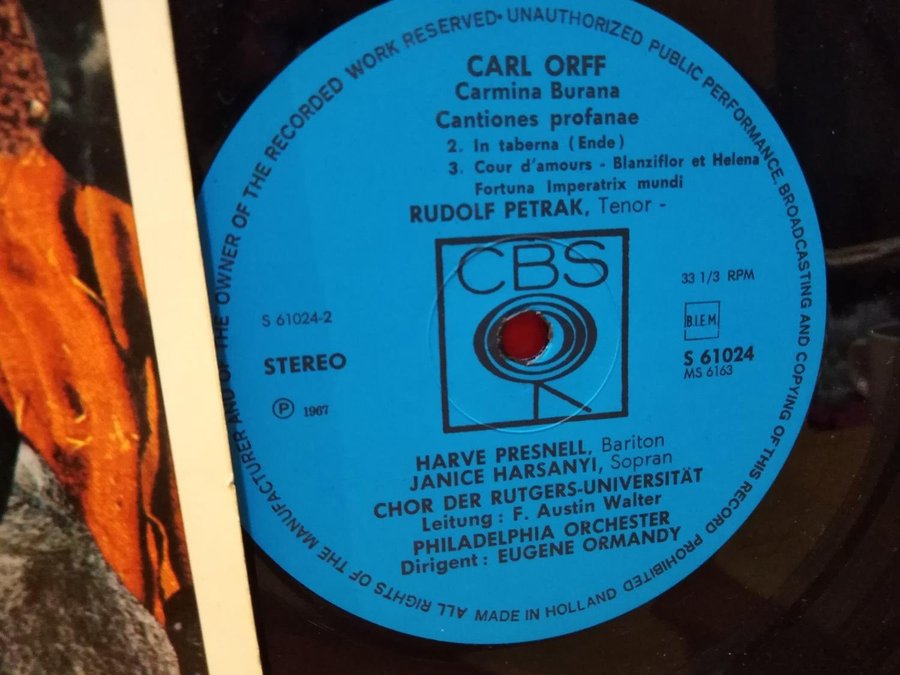 ALL RIGHTS OF THE MANUFACTURER AND OF THE OWNER OF THE RECORDED WORK RESERVED· UNAUTHORIZED PUBLIC PERFORMANCE, BROADCASTING AND COPYING OF THIS RECORD PROHIBITED
CARL ORFF
Carmina Burana
Cantiones profanae
2. In taberna (Ende)
3. Cour d'amours - Blanziflor et Helena
Fortuna Imperatrix mundi
RUDOLF PETRAK, Tenor -
CBS
33 1/3 RPM
S 61024-2
B.I.E.M
STEREO
S 61024
MS 6163
Ⓟ 1967
HARVE PRESNELL, Bariton
JANICE HARSANYI, Sopran
CHOR DER RUTGERS-UNIVERSITÄT
Leitung: F. Austin Walter
PHILADELPHIA ORCHESTER
Dirigent: EUGENE ORMANDY
MADE IN HOLLAND